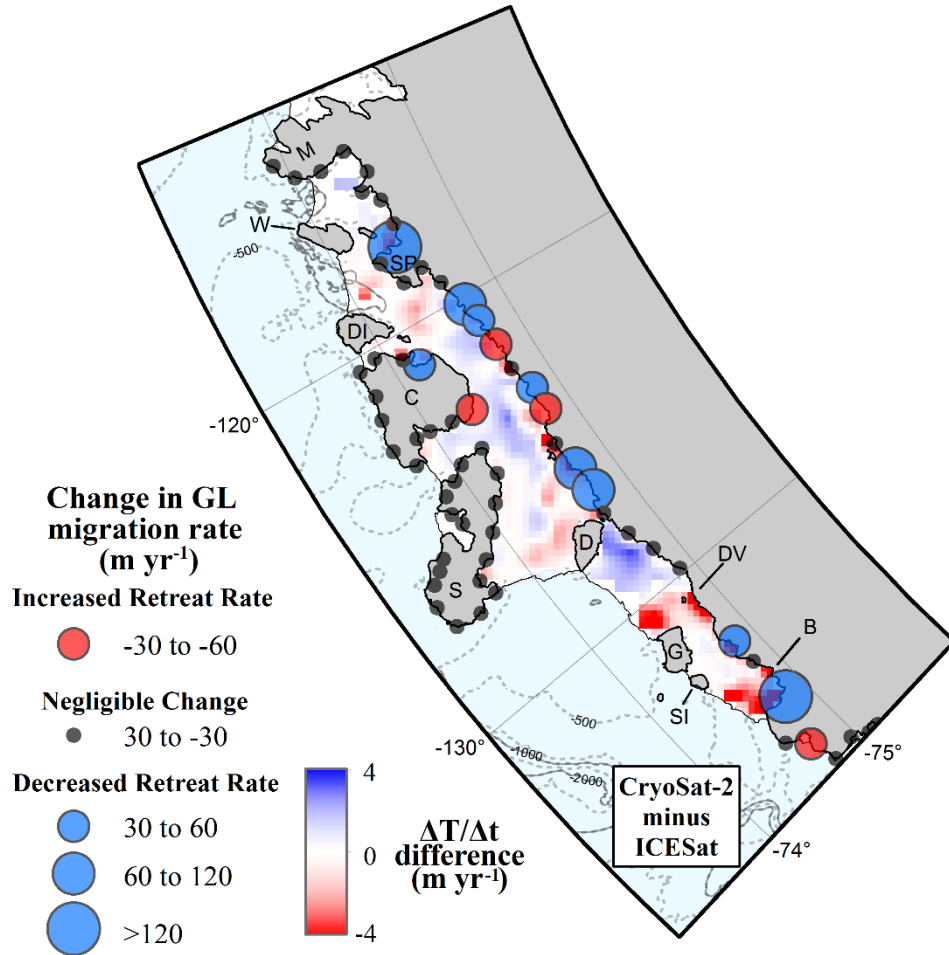 M
W
-500
SP
DI
C
-120°
Change in GL
migration rate
(m yr⁻¹)
Increased Retreat Rate
-30 to -60
Negligible Change
30 to -30
Decreased Retreat Rate
30 to 60
60 to 120
>120
D
DV
S
B
G
SI
-500
-1000
-2000
-130°
-75°
-74°
4
0
-4
ΔT/Δt
difference
(m yr⁻¹)
CryoSat-2
minus
ICESat